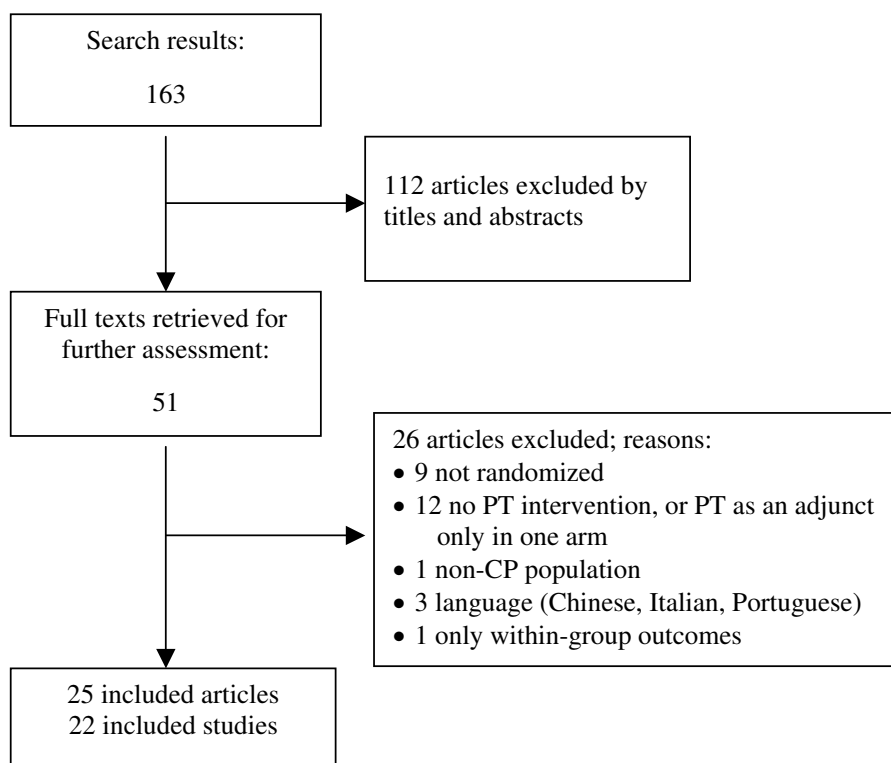 Search results:
163
112 articles excluded by
titles and abstracts
Full texts retrieved for
further assessment:
51
26 articles excluded; reasons:
• 9 not randomized
• 12 no PT intervention, or PT as an adjunct
only in one arm
• 1 non-CP population
• 3 language (Chinese, Italian, Portuguese)
• 1 only within-group outcomes
25 included articles
22 included studies